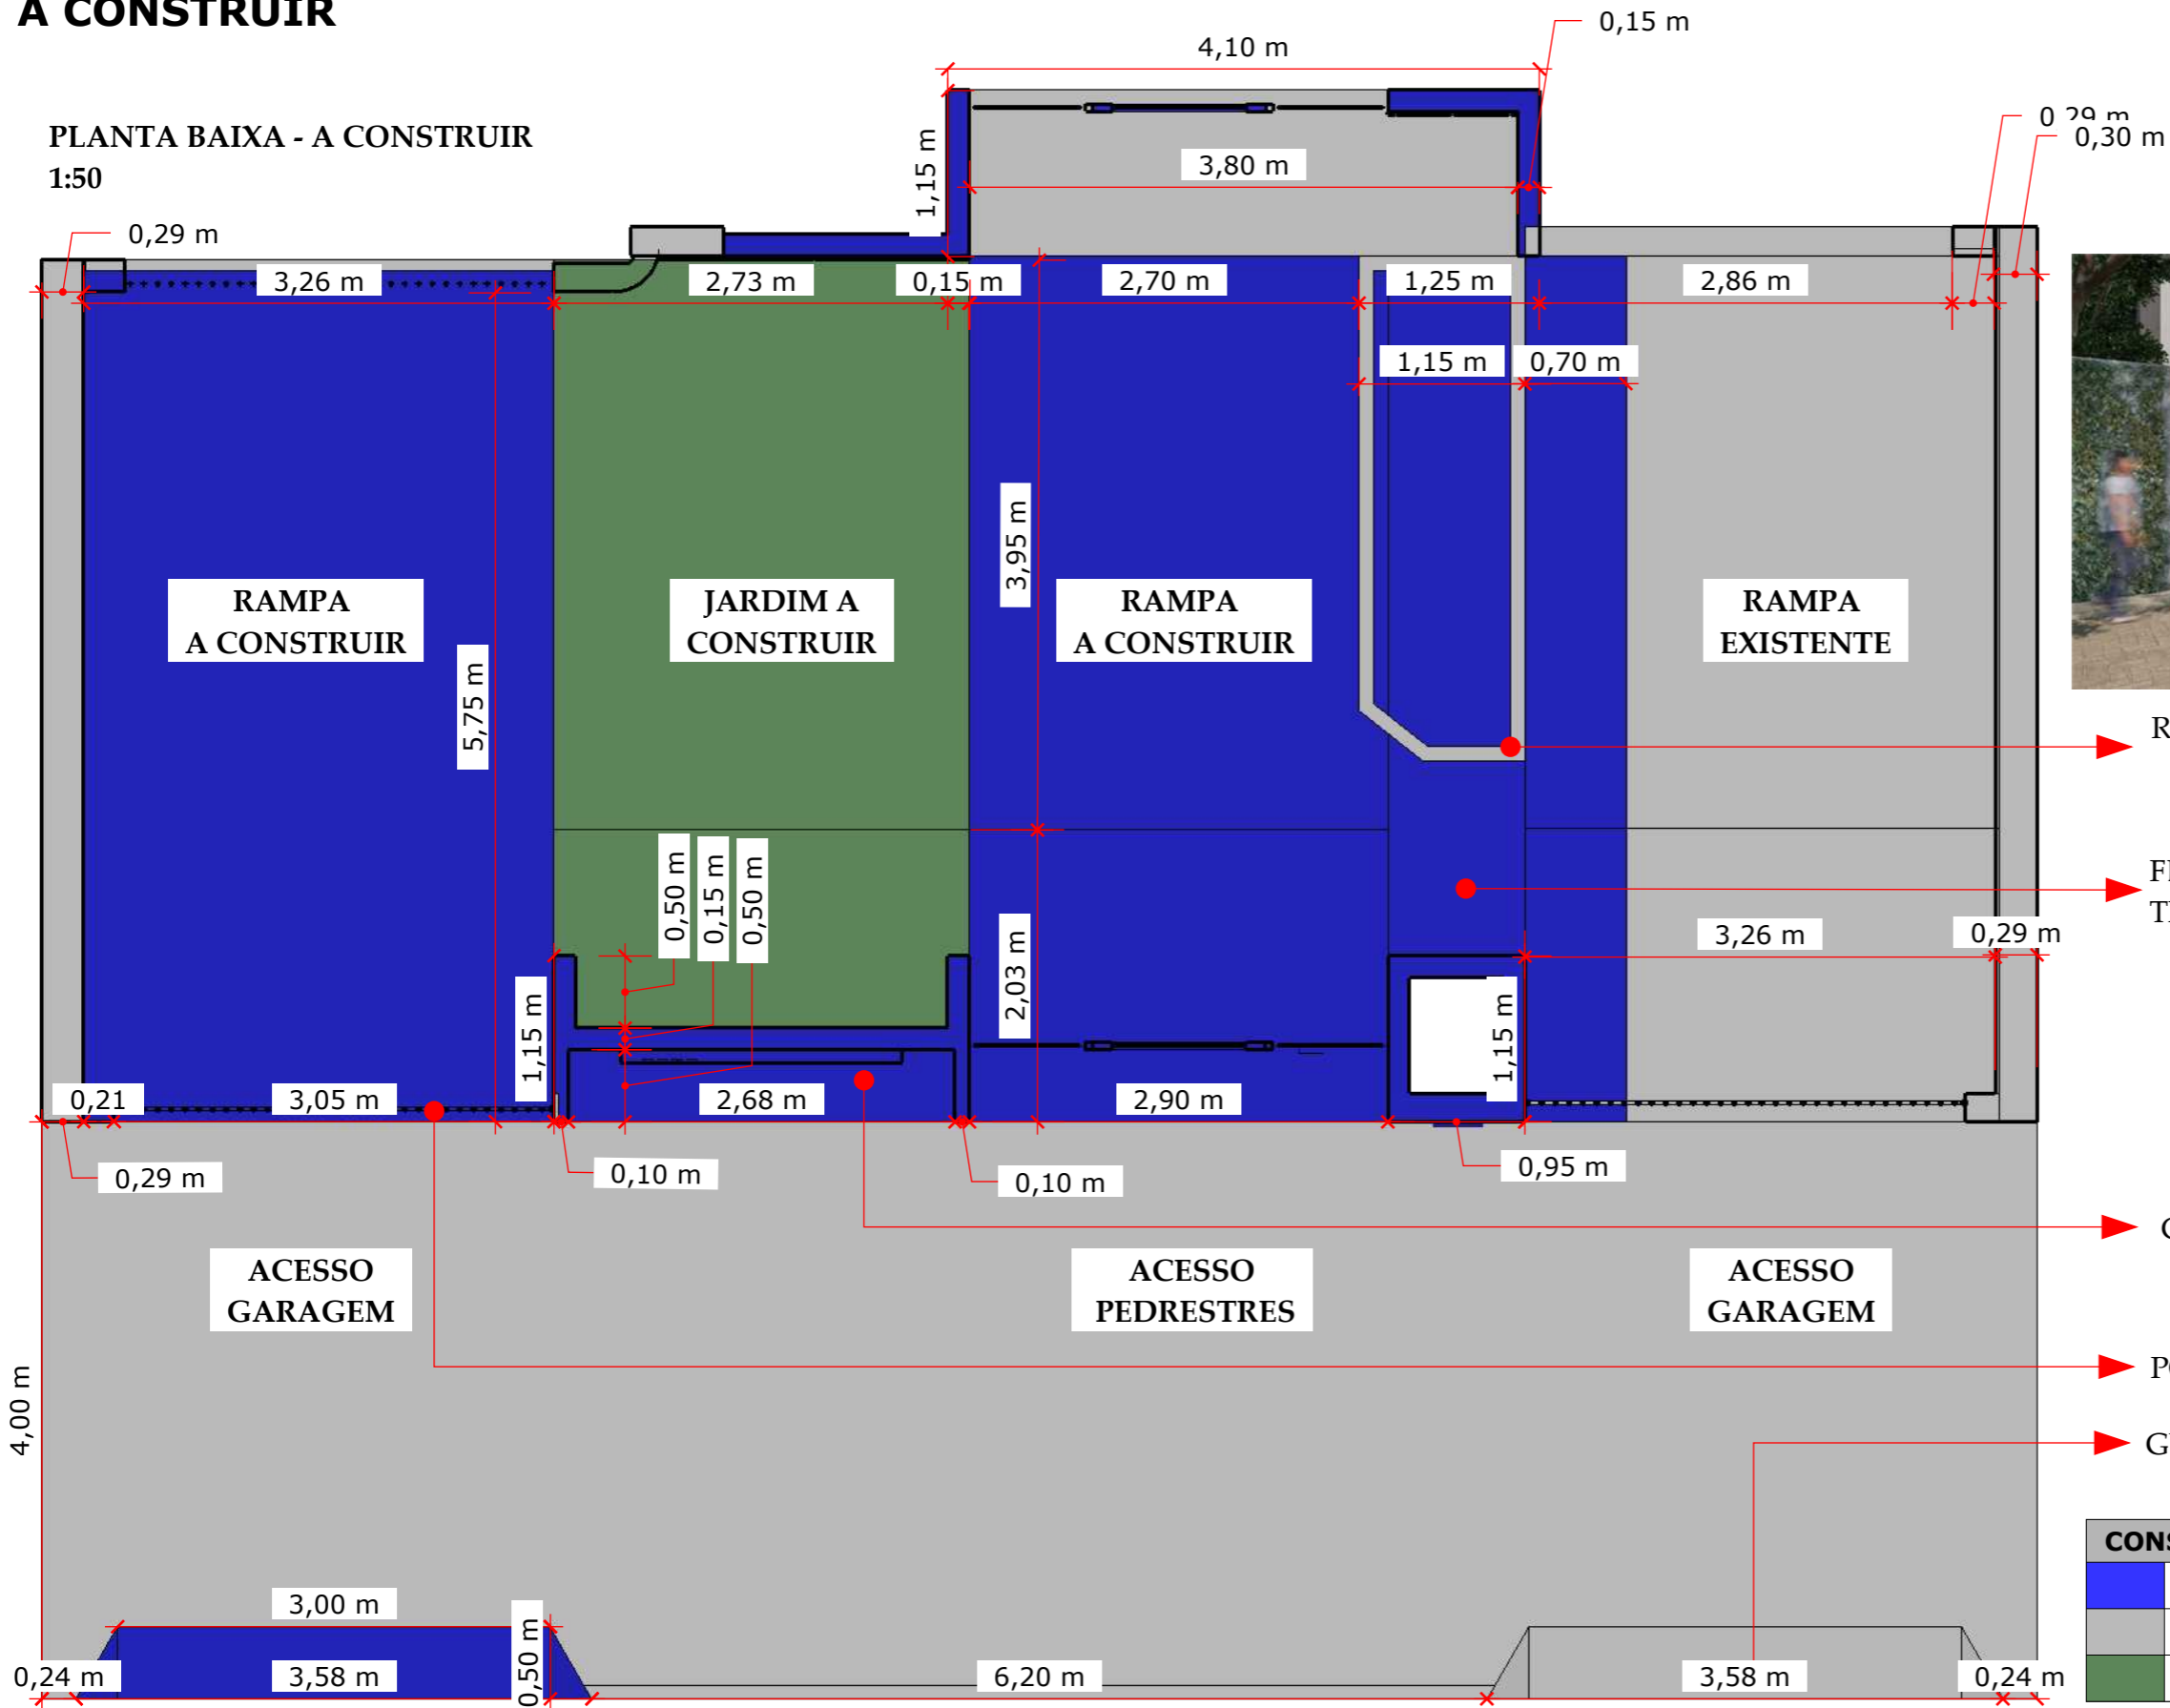 A CONSTRUIR
0,15 m
4,10 m
PLANTA BAIXA - A CONSTRUIR
1:50
0,29 m
0,30 m
1,15 m
3,80 m
0,29 m
3,26 m
2,73 m
0,15 m
2,70 m
1,25 m
2,86 m
1,15 m
0,70 m
3,95 m
RAMPA
A CONSTRUIR
JARDIM A
CONSTRUIR
RAMPA
A CONSTRUIR
RAMPA
EXISTENTE
5,75 m
0,50 m
0,15 m
0,50 m
3,26 m
0,29 m
2,03 m
1,15 m
1,15 m
0,21
3,05 m
2,68 m
2,90 m
0,29 m
0,10 m
0,10 m
0,95 m
ACESSO
GARAGEM
ACESSO
PEDRESTRES
ACESSO
GARAGEM
4,00 m
3,00 m
0,50 m
0,24 m
3,58 m
6,20 m
3,58 m
0,24 m